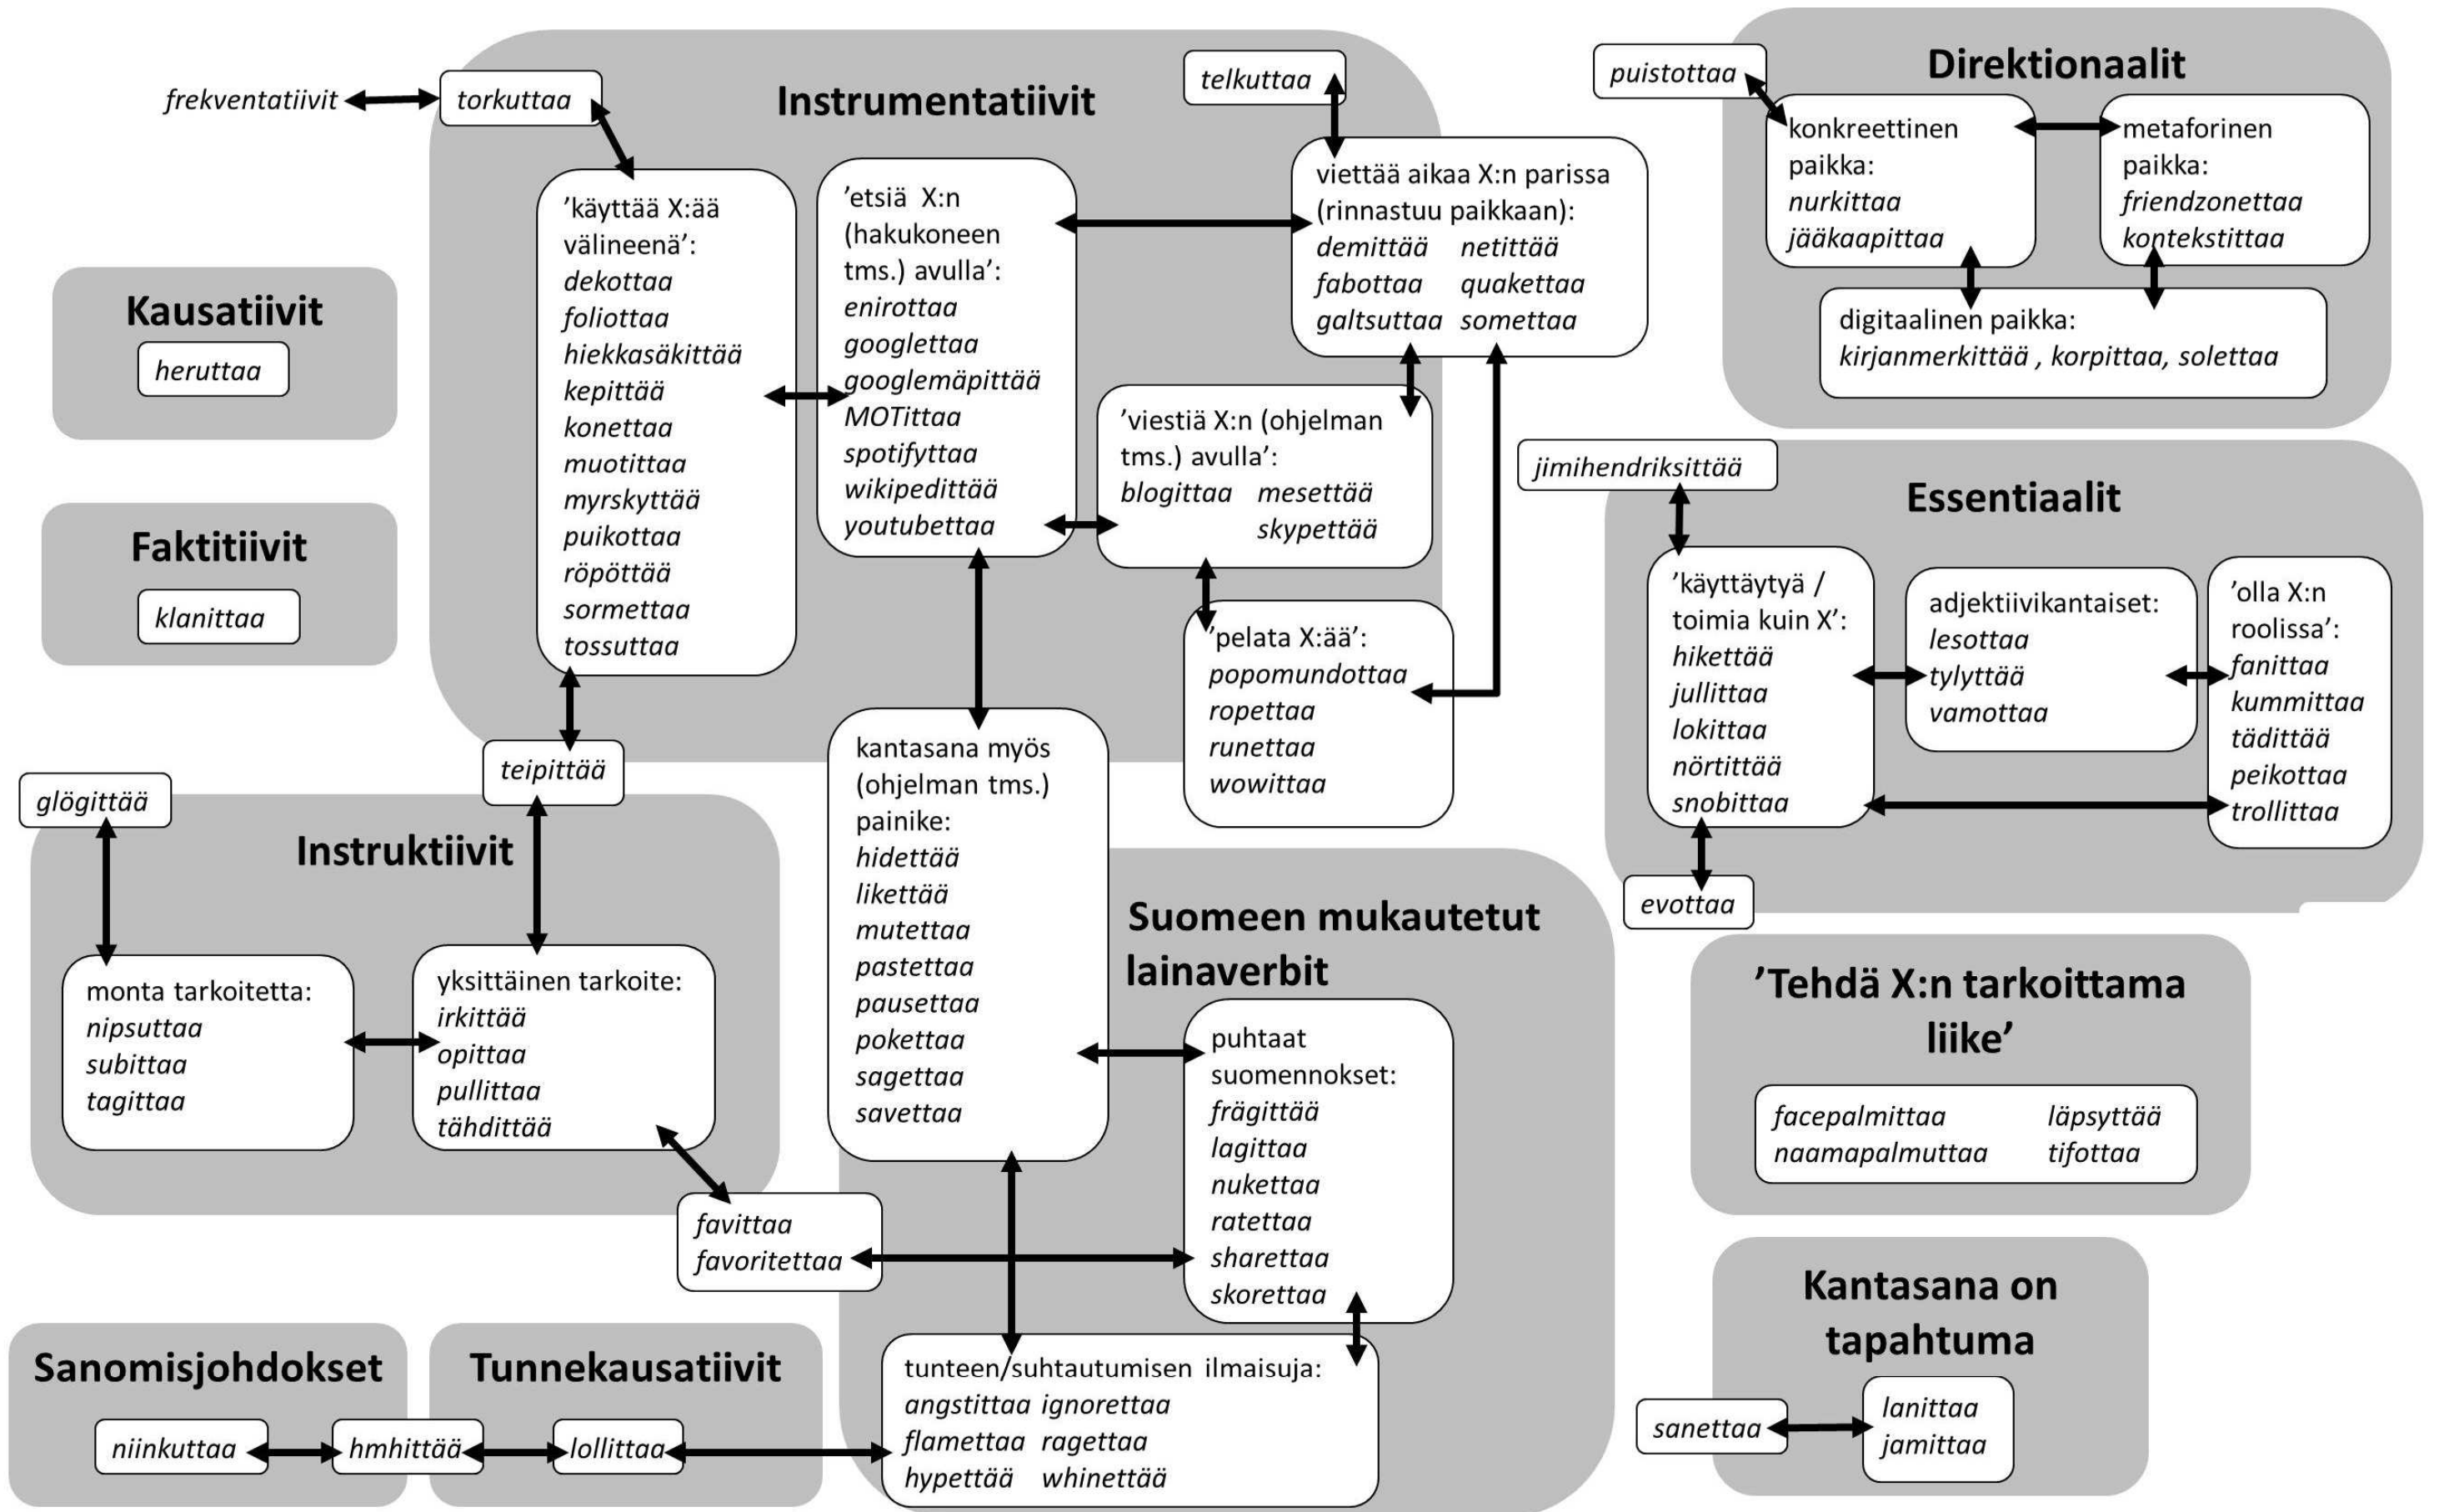 frekventatiivit
torkuttaa
Instrumentatiivit
telkuttaa
’käyttää X:ää
välineenä’:
dekottaa
foliottaa
hiekkasäkittää
kepittää
konettaa
muotittaa
myrskyttää
puikottaa
röpöttää
sormettaa
tossuttaa
’etsiä X:n
(hakukoneen
tms.) avulla’:
enirottaa
googlettaa
googlemäpittää
MOTittaa
spotifyttaa
wikipedittää
youtubettaa
viettää aikaa X:n parissa
(rinnastuu paikkaan):
demittää netittää
fabottaa quakettaa
galtsuttaa somettaa
’viestiä X:n (ohjelman
tms.) avulla’:
blogittaa mesettää
skypettää
’pelata X:ää’:
popomundottaa
ropettaa
runettaa
wowittaa
puistottaa
Direktionaalit
konkreettinen
paikka:
nurkittaa
jääkaapittaa
metaforinen
paikka:
friendzonettaa
kontekstittaa
digitaalinen paikka:
kirjanmerkittää , korpittaa, solettaa
Kausatiivit
heruttaa
Faktitiivit
klanittaa
jimihendriksittää
Essentiaalit
’käyttäytyä /
toimia kuin X’:
hikettää
jullittaa
lokittaa
nörtittää
snobittaa
adjektiivikantaiset:
lesottaa
tylyttää
vamottaa
’olla X:n
roolissa’:
fanittaa
kummittaa
tädittää
peikottaa
trollittaa
evottaa
teipittää
glögittää
Instruktiivit
monta tarkoitetta:
nipsuttaa
subittaa
tagittaa
yksittäinen tarkoite:
irkittää
opittaa
pullittaa
tähdittää
favittaa
favoritettaa
kantasana myös
(ohjelman tms.)
painike:
hidettää
likettää
mutettaa
pastettaa
pausettaa
pokettaa
sagettaa
savettaa
Suomeen mukautetut
lainaverbit
puhtaat
suomennokset:
frägittää
lagittaa
nukettaa
ratettaa
sharettaa
skorettaa
tunteen/suhtautumisen ilmaisuja:
angstittaa ignorettaa
flamettaa ragettaa
hypettää whinettää
’Tehdä X:n tarkoittama
liike’
facepalmittaa läpsyttää
naamapalmuttaa tifottaa
Kantasana on
tapahtuma
sanettaa
lanittaa
jamittaa
Sanomisjohdokset
niinkuttaa
hmhittää
Tunnekausatiivit
lollittaa